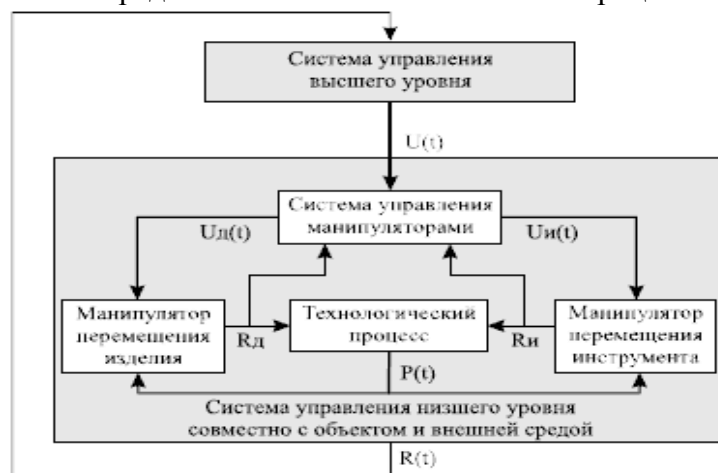 Система управления
высшего уровня
U(t)
Система управления
манипуляторами
Uд(t)
Uи(t)
Манипулятор
перемещения
изделия
Rд
Технологический
процесс
Rи
Манипулятор
перемещения
инструмента
P(t)
Система управления низшего уровня
совместно с объектом и внешней средой
R(t)